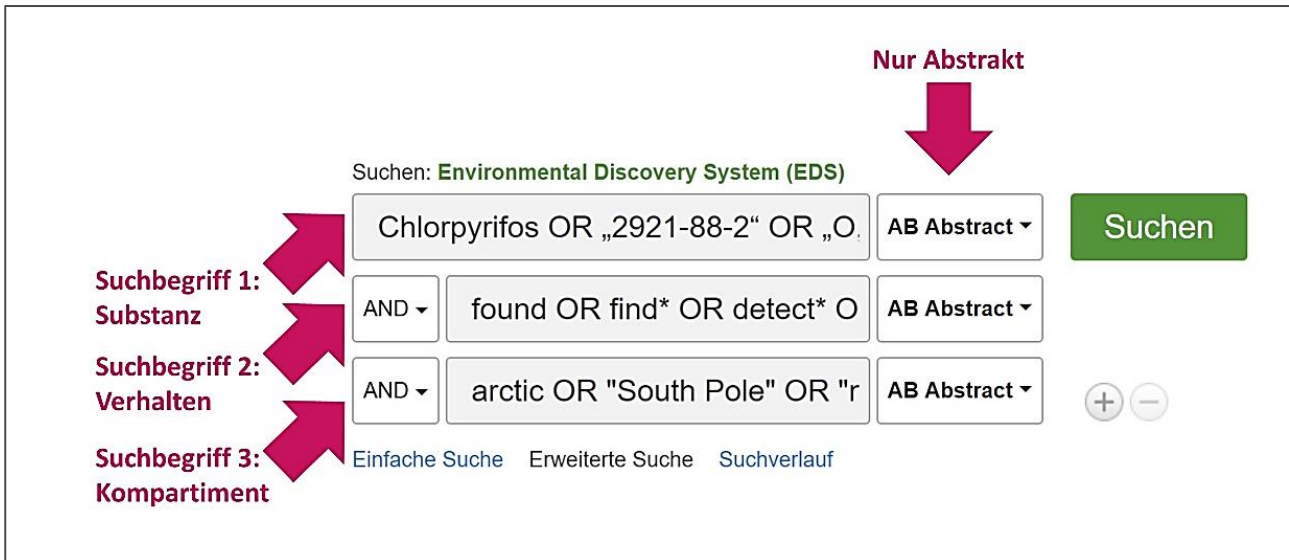 Nur Abstrakt
Suchen: Environmental Discovery System (EDS)
Chlorpyrifos OR „2921-88-2“ OR „O, AB Abstract Suchen
Suchbegriff 1:
Substanz
AND found OR find* OR detect* O AB Abstract
Suchbegriff 2:
Verhalten
AND arctic OR "South Pole" OR "r AB Abstract
Suchbegriff 3:
Kompartiment
Einfache Suche Erweiterte Suche Suchverlauf